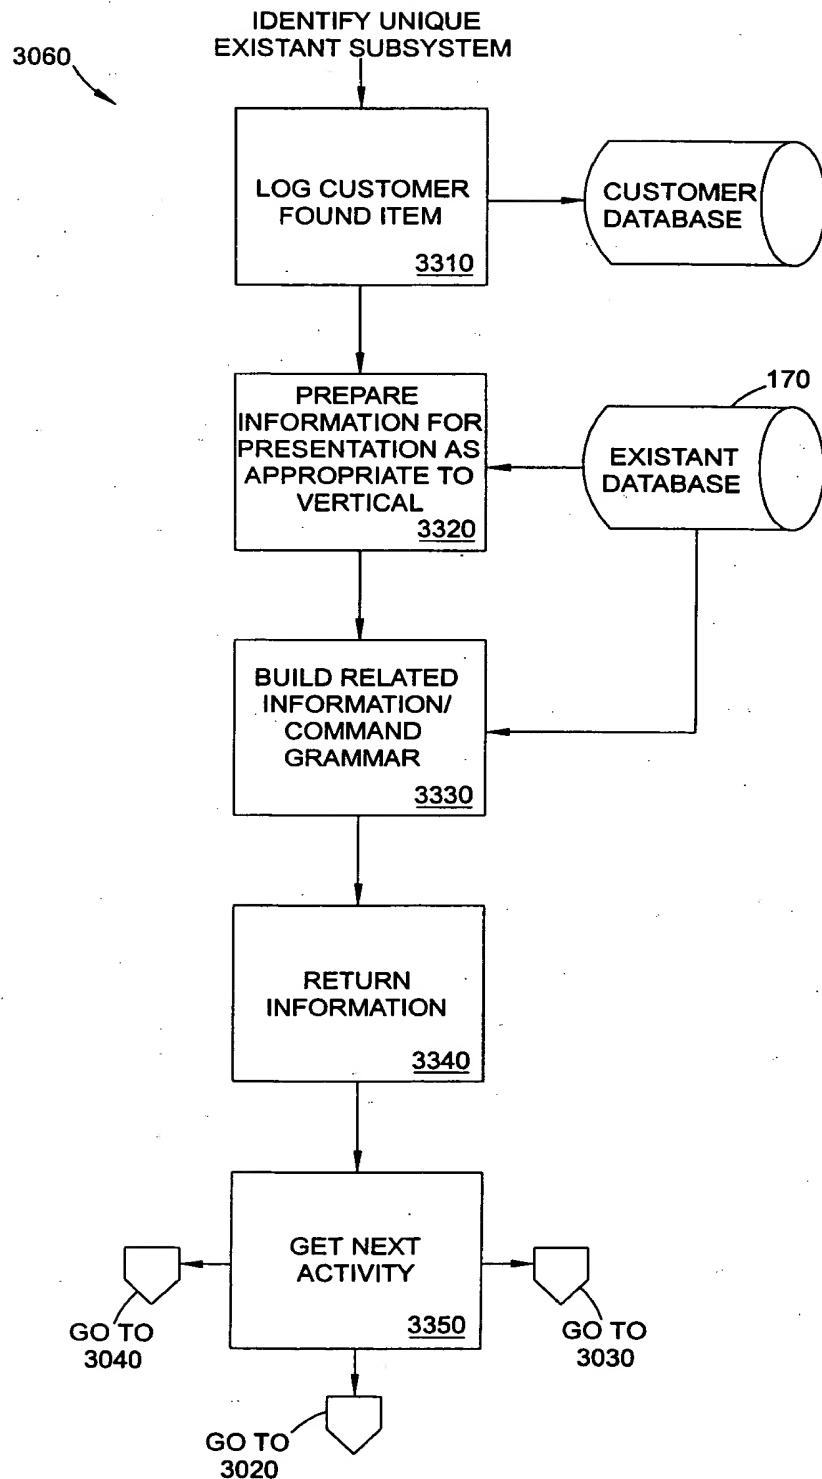 IDENTIFY UNIQUE
EXISTANT SUBSYSTEM
3060
LOG CUSTOMER
FOUND ITEM
3310
CUSTOMER
DATABASE
PREPARE
INFORMATION FOR
PRESENTATION AS
APPROPRIATE TO
VERTICAL
3320
170
EXISTANT
DATABASE
BUILD RELATED
INFORMATION/
COMMAND
GRAMMAR
3330
RETURN
INFORMATION
3340
GET NEXT
ACTIVITY
3350
GO TO
3040
GO TO
3030
GO TO
3020